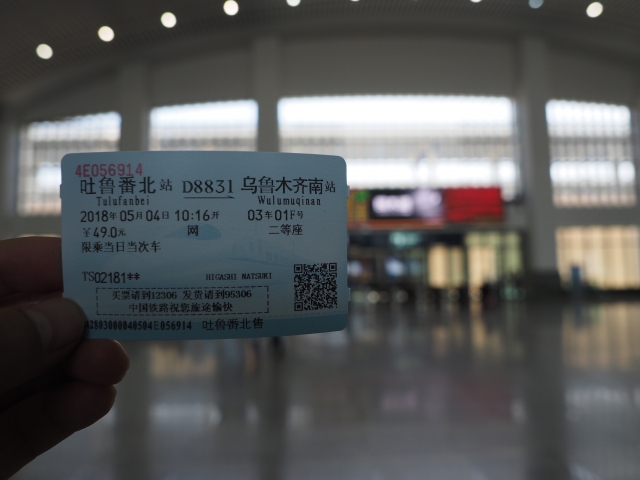 4E056914
吐鲁番北站 D8831 乌鲁木齐南站
Tulufanbei Wulumuqinan
2018年05月04日 10:16开 03车01F号
￥49.0元 网 二等座
限乘当日当次车
TS02181** HIGASHI NATSUKI
买票请到12306 发货请到95306
中国铁路祝您旅途愉快
吐鲁番北售